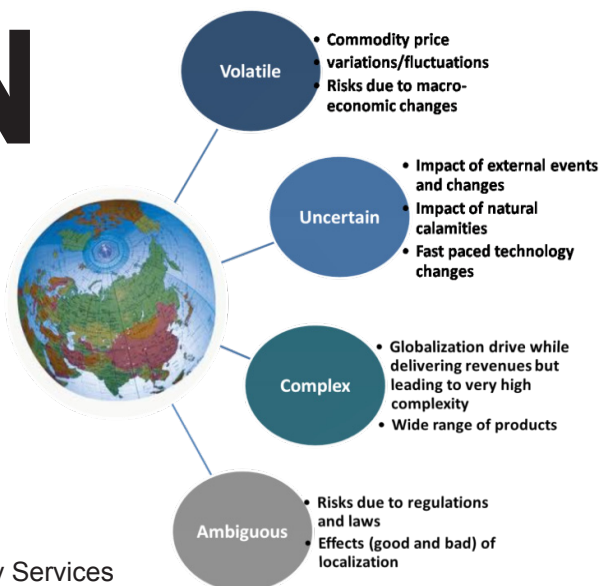 N
Volatile
• Commodity price
• variations/fluctuations
• Risks due to macro-
economic changes
Uncertain
• Impact of external events
and changes
• Impact of natural
calamities
• Fast paced technology
changes
Complex
• Globalization drive while
delivering revenues but
leading to very high
complexity
• Wide range of products
Ambiguous
• Risks due to regulations
and laws
• Effects (good and bad) of
localization
y Services